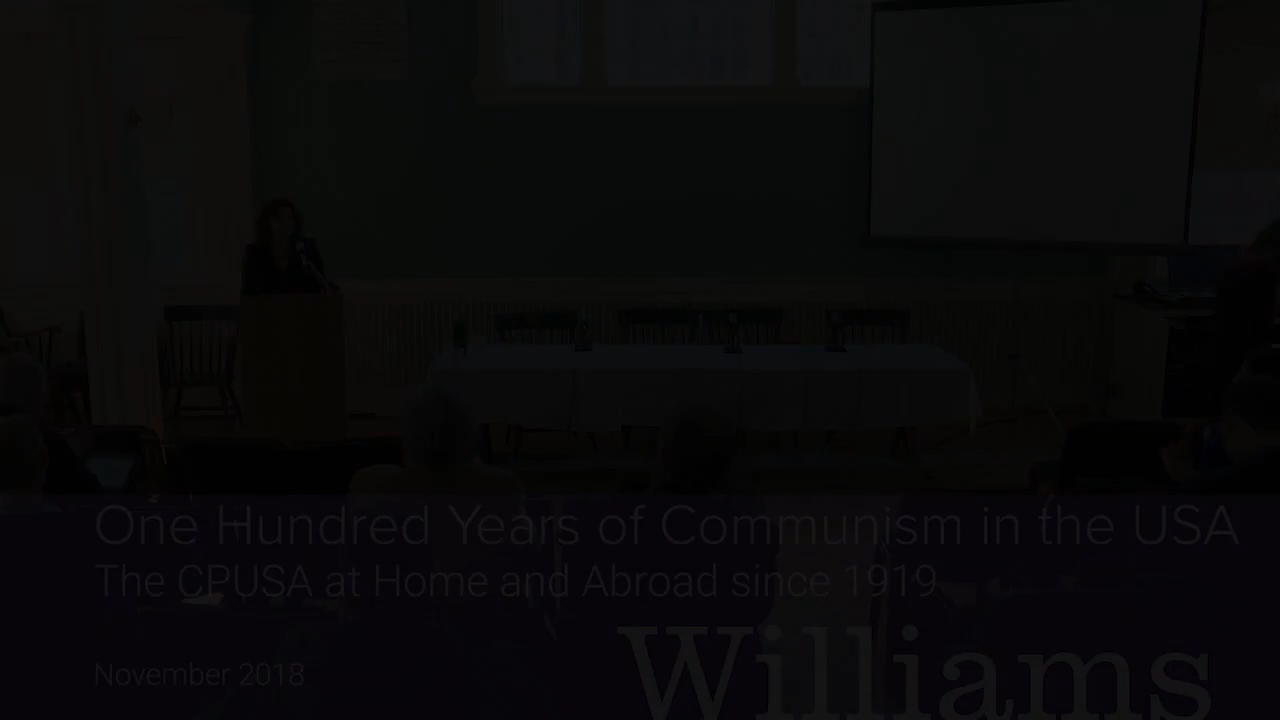 One Hundred Years of Communism in the USA
The CPUSA at Home and Abroad since 1919
November 2018
Williams